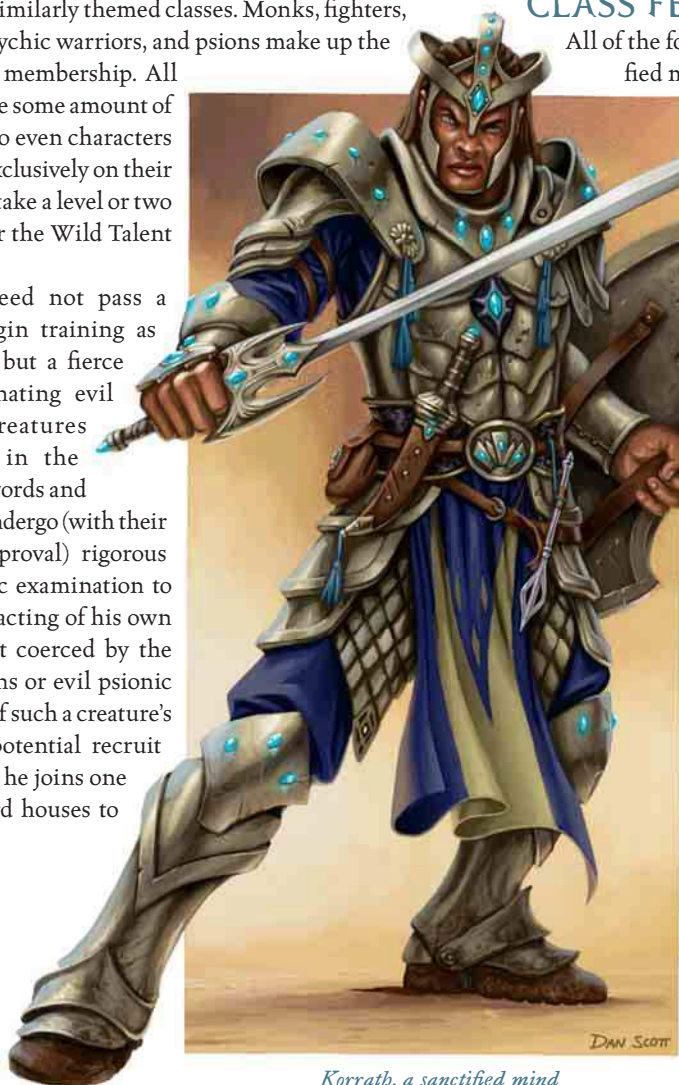 imilarly themed classes. Monks, fighters,
ychic warriors, and psions make up the
membership. All
e some amount of
o even characters
xclusively on their
take a level or two
r the Wild Talent
eed not pass a
gin training as
but a fierce
nating evil
reatures
in the
ords and
ndergo (with their
proval) rigorous
c examination to
acting of his own
t coerced by the
ns or evil psionic
f such a creature's
otential recruit
he joins one
d houses to
CLASS FE
All of the fo
fied m
DAN SCOTT
Korrath, a sanctified mind